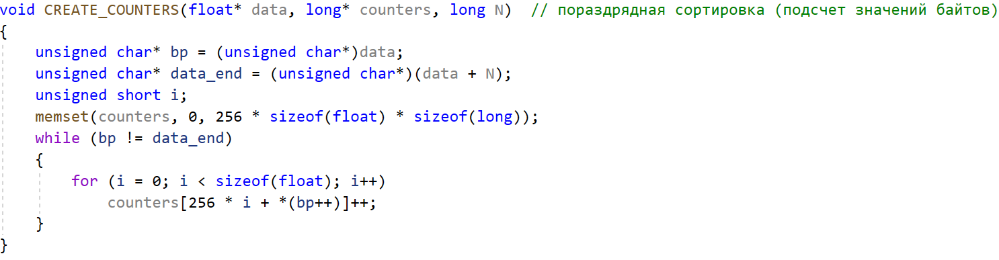 void CREATE_COUNTERS(float* data, long* counters, long N)  // пораздрядная сортировка (подсчет значений байтов)
{
    unsigned char* bp = (unsigned char*)data;
    unsigned char* data_end = (unsigned char*)(data + N);
    unsigned short i;
    memset(counters, 0, 256 * sizeof(float) * sizeof(long));
    while (bp != data_end)
    {
        for (i = 0; i < sizeof(float); i++)
            counters[256 * i + *(bp++)]++;
    }
}